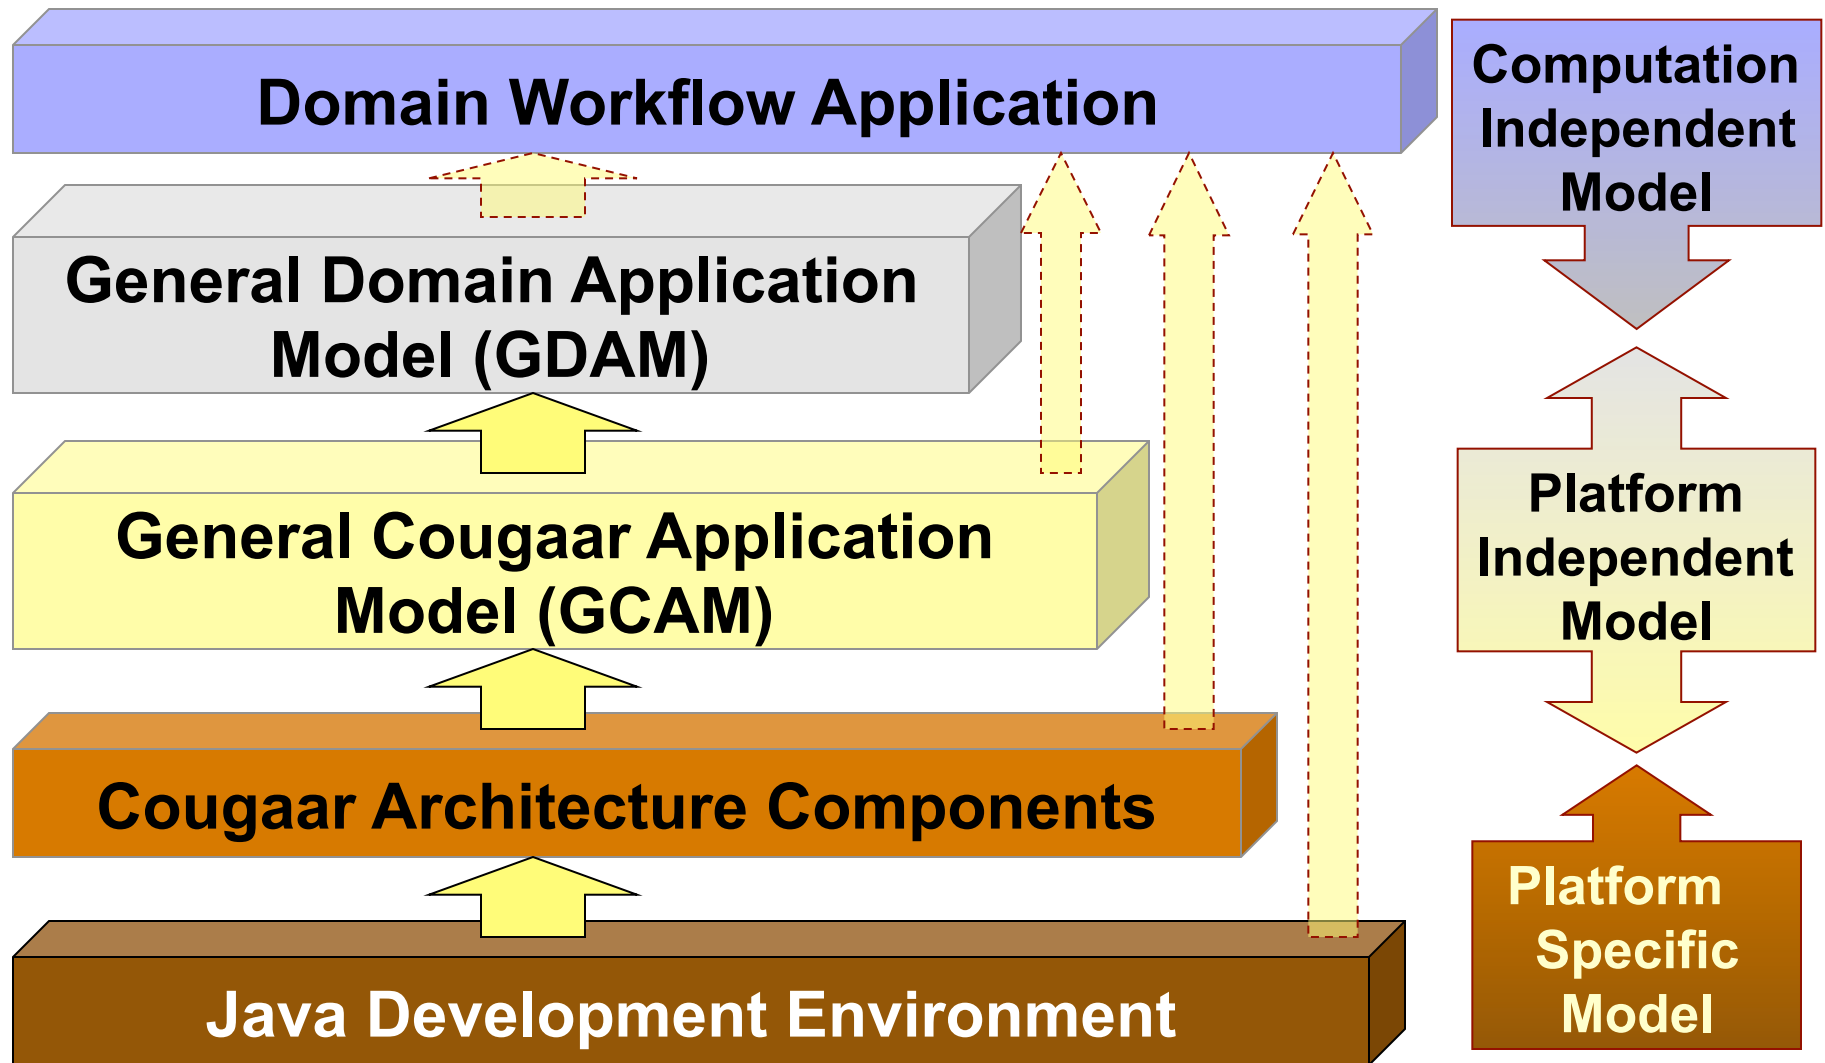 Domain Workflow Application
General Domain Application
Model (GDAM)
General Cougaar Application
Model (GCAM)
Cougaar Architecture Components
Java Development Environment
Computation
Independent
Model
Platform
Independent
Model
Platform
Specific
Model